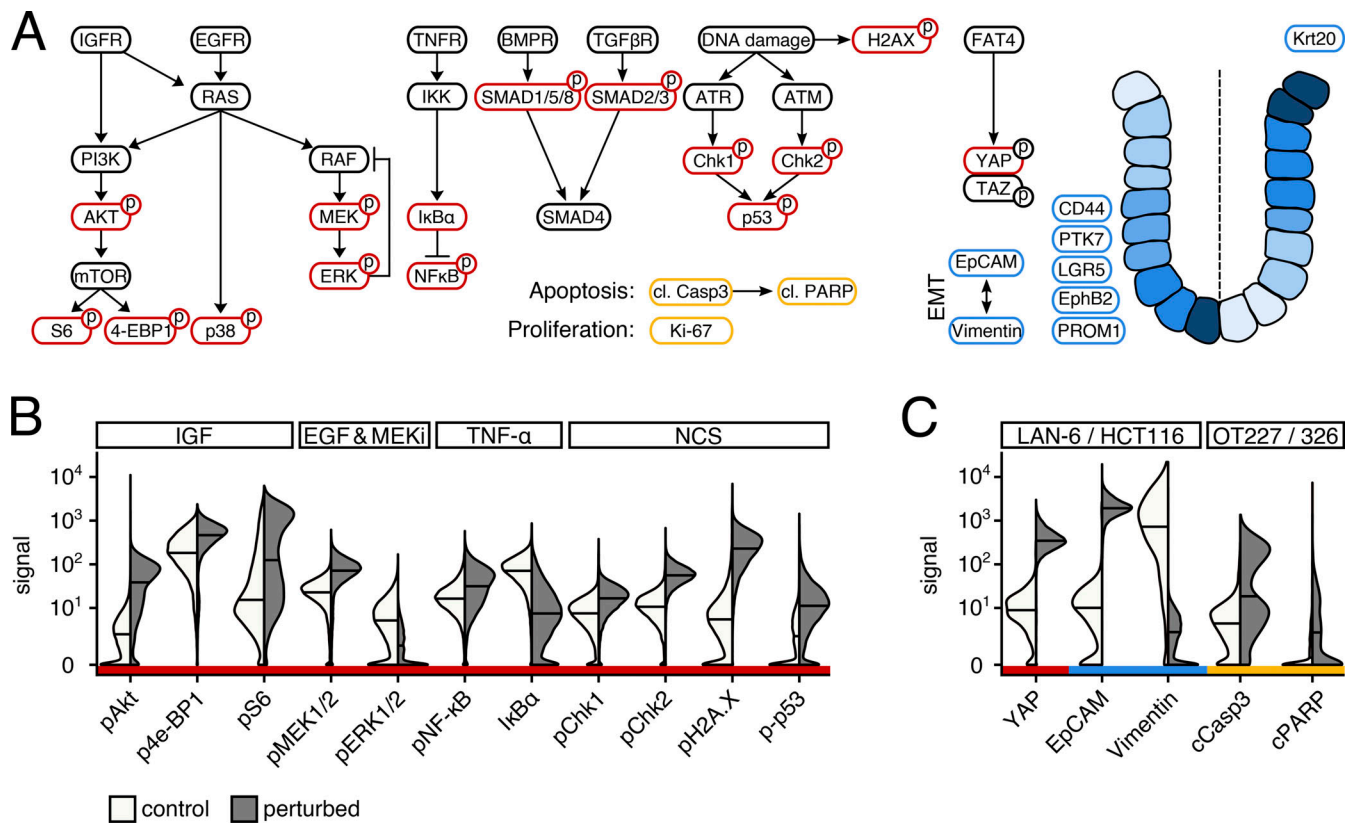 A
IGFR
EGFR
TNFR
BMPR
TGFβR
DNA damage
H2AX
p
FAT4
Krt20
RAS
IKK
SMAD1/5/8
p
SMAD2/3
p
ATR
ATM
PI3K
RAF
Chk1
p
Chk2
p
YAP
p
TAZ
p
AKT
p
MEK
p
IκBα
SMAD4
p53
p
CD44
PTK7
mTOR
ERK
p
NFκB
p
EpCAM
LGR5
Apoptosis:
cl. Casp3
cl. PARP
EMT
EphB2
S6
p
4-EBP1
p
p38
p
Proliferation:
Ki-67
Vimentin
PROM1
B
IGF
EGF & MEKi
TNF-α
NCS
signal
10⁴
10³
10²
10¹
0
pAkt
p4e-BP1
pS6
pMEK1/2
pERK1/2
pNF-κB
IκBα
pChk1
pChk2
pH2A.X
p-p53
control
perturbed
C
LAN-6 / HCT116
OT227 / 326
signal
10⁴
10³
10²
10¹
0
YAP
EpCAM
Vimentin
cCasp3
cPARP